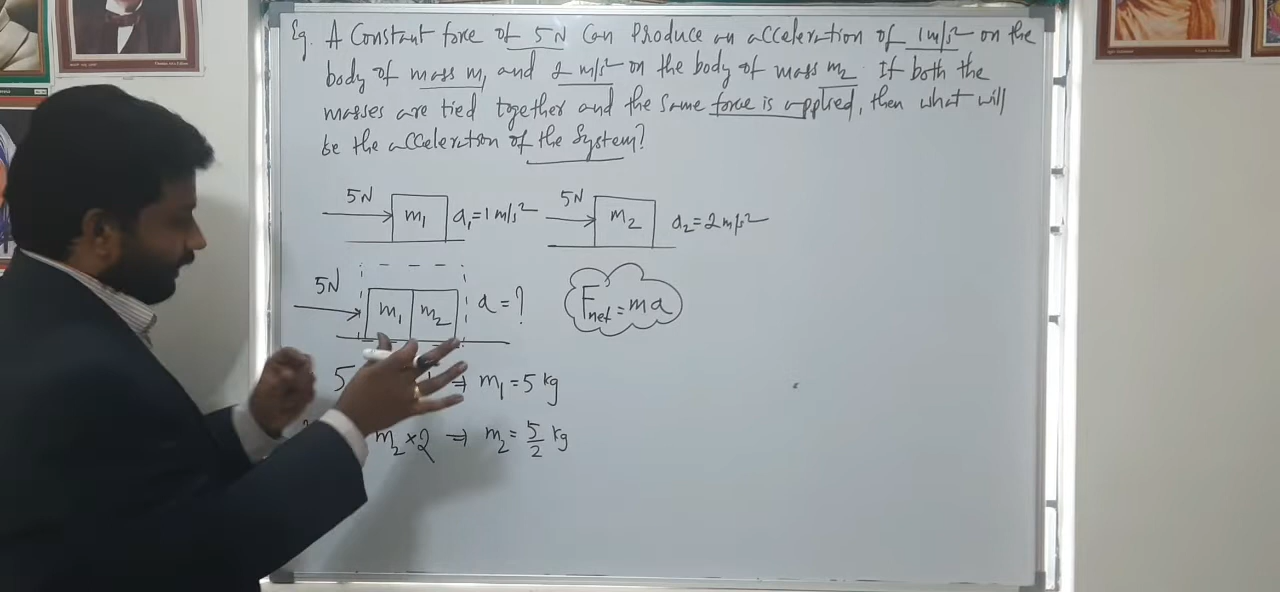 Eg. A Constant force of 5N Can Produce an acceleration of 1m/s² on the
body of mass m₁ and 2 m/s² on the body of mass m₂ If both the
masses are tied together and the same force is applied, then what will
be the acceleration of the System?
5N m₁ a₁=1m/s² 5N m₂ a₂=2m/s²
5N m₁ m₂ a=? Fnet=ma
5 ⇒ m₁=5 kg
m₂×2 ⇒ m₂=5/2 kg